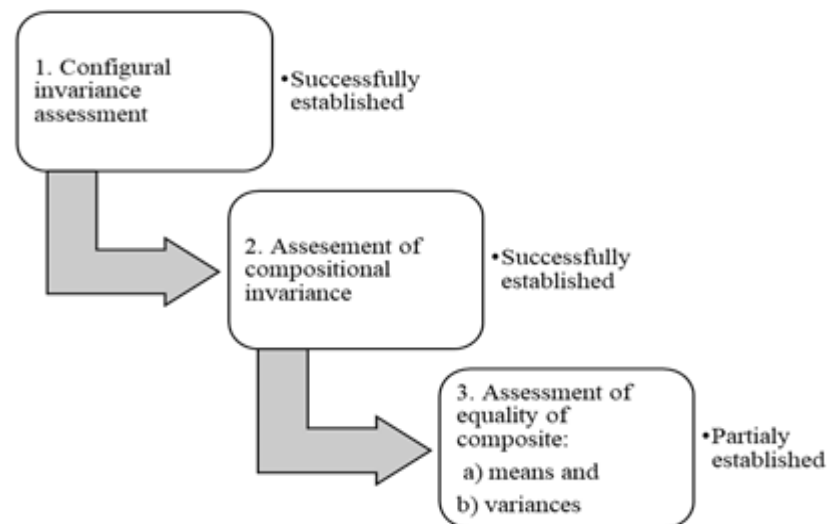 1. Configural
invariance
assessment
•Successfully
established
2. Assesement of
compositional
invariance
•Successfully
established
3. Assessment of
equality of
composite:
a) means and
b) variances
•Partialy
established